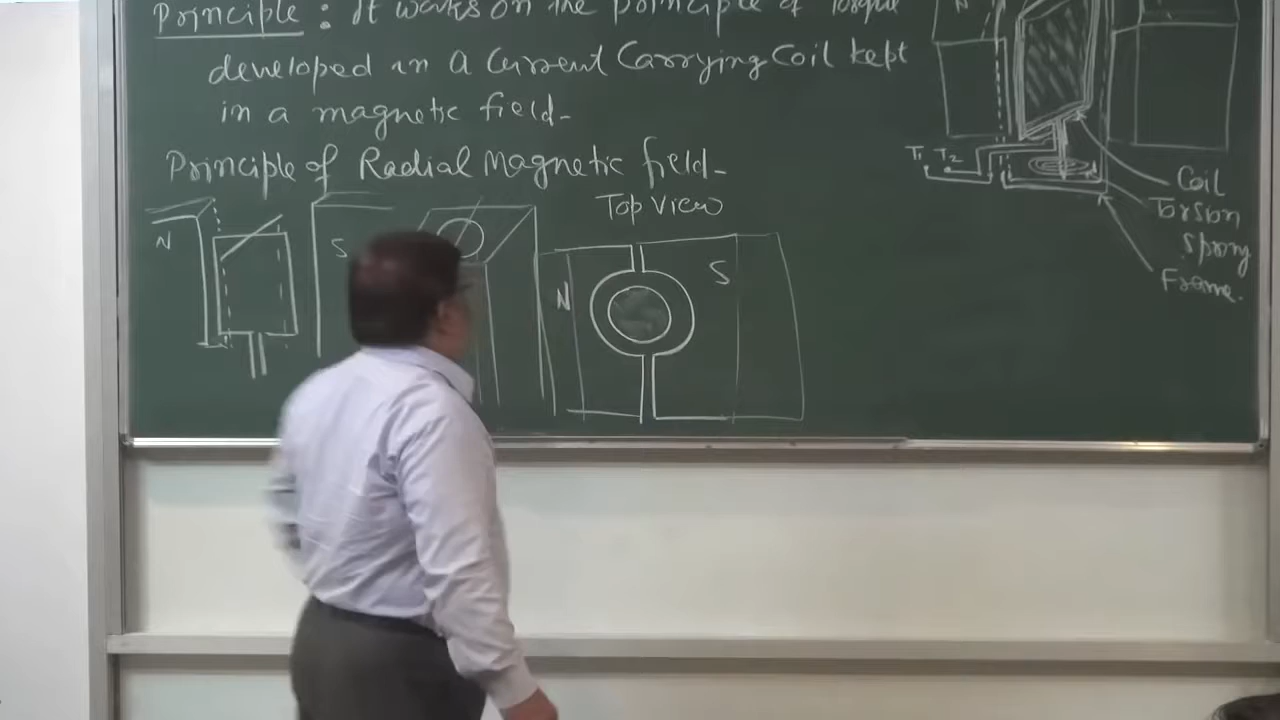 Principle : It works on the principle of Torque
developed in a Current Carrying Coil kept
in a magnetic field-
Principle of Radial Magnetic field-
Top View
N
S
N
S
N
T1 T2
Coil
Torsion
Spring
Frame.